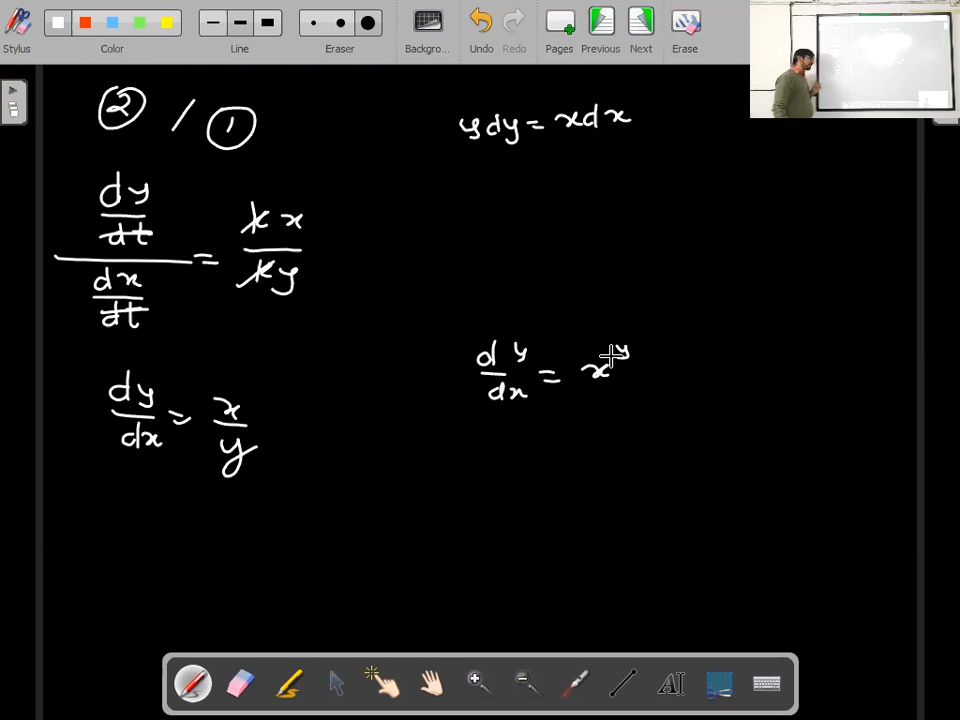 Stylus Color Line Eraser Backgro... Undo Redo Pages Previous Next Erase
② / ①
dy/dt / dx/dt = kx/ky
dy/dx = x/y
y dy = x dx
dy/dx = x^y
AI